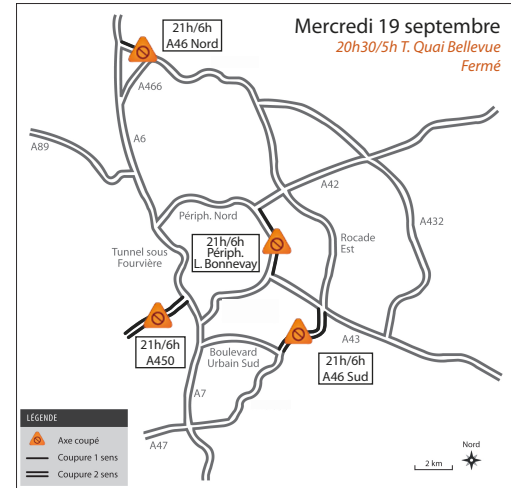 Mercredi 19 septembre
20h30/5h T. Quai Bellevue
Fermé
21h/6h
A46 Nord
A466
A6
A89
A42
Périph. Nord
A432
21h/6h
Périph.
L. Bonnevay
Rocade
Est
Tunnel sous
Fourvière
21h/6h
A450
Boulevard
Urbain Sud
A43
21h/6h
A46 Sud
A7
A47
LÉGENDE
Axe coupé
Coupure 1 sens
Coupure 2 sens
Nord
2 km